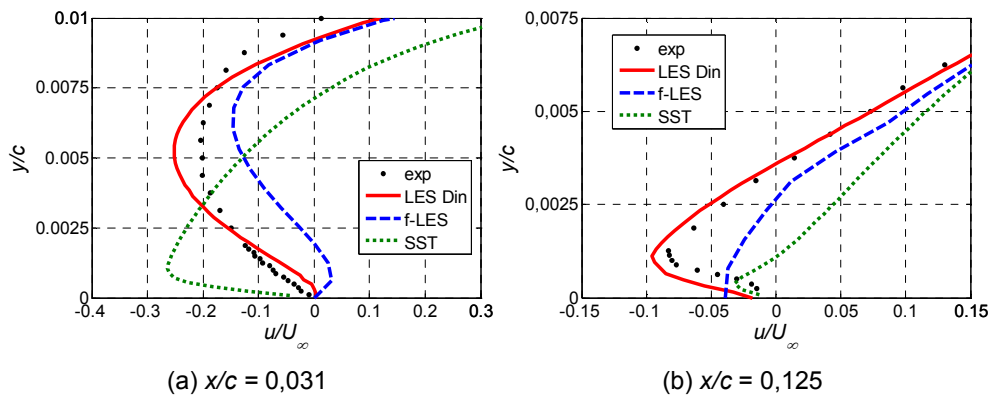 0.01
0.0075
0.005
0.0025
0
y/c
-0.4 -0.3 -0.2 -0.1 0 0.1 0.2 0.3
u/U∞
exp
LES Din
f-LES
SST
(a) x/c = 0,031
0,0075
0,005
0,0025
0
y/c
-0.15 -0.1 -0.05 0 0.05 0.1 0.15
u/U∞
exp
LES Din
f-LES
SST
(b) x/c = 0,125